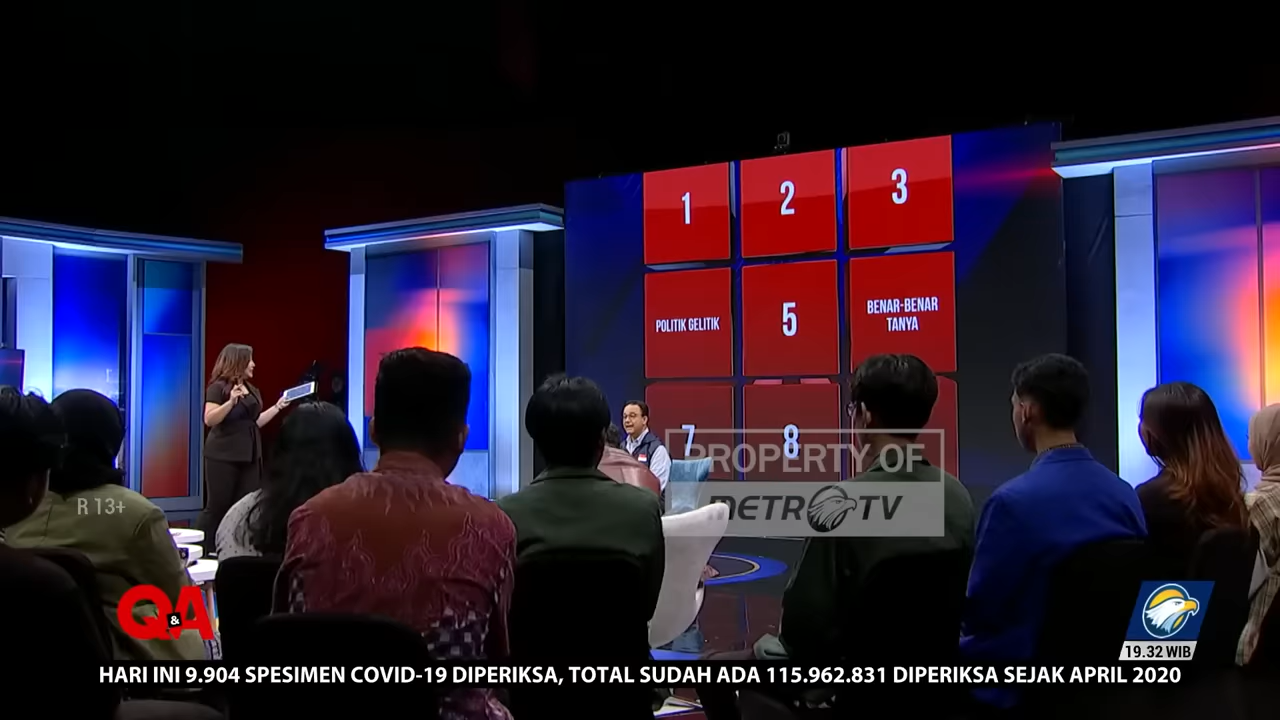 1
2
3
POLITIK GELITIK
5
BENAR-BENAR
TANYA
7
8
PROPERTY OF
METRO TV
R 13+
Q&A
19.32 WIB
HARI INI 9.904 SPESIMEN COVID-19 DIPERIKSA, TOTAL SUDAH ADA 115.962.831 DIPERIKSA SEJAK APRIL 2020